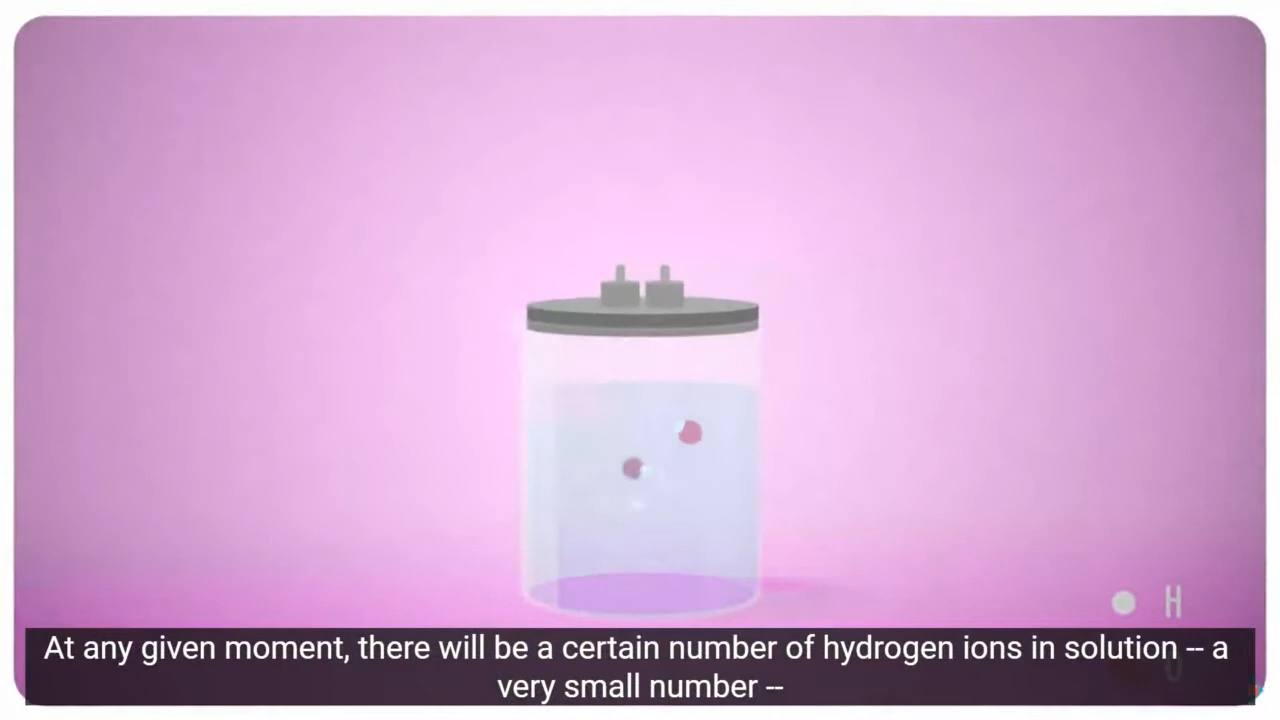 H
At any given moment, there will be a certain number of hydrogen ions in solution -- a
very small number --